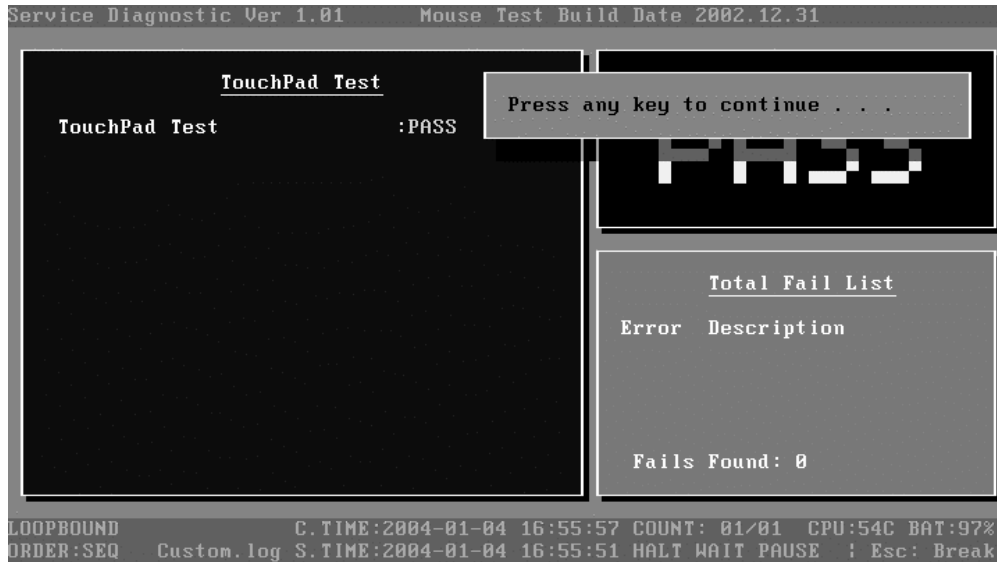 Service Diagnostic Ver 1.01 Mouse Test Build Date 2002.12.31
TouchPad Test
TouchPad Test :PASS
Press any key to continue . . .
PASS
Total Fail List
Error Description
Fails Found: 0
LOOPBOUND C.TIME:2004-01-04 16:55:57 COUNT: 01/01 CPU:54C BAT:97%
ORDER:SEQ Custom.log S.TIME:2004-01-04 16:55:51 HALT WAIT PAUSE ¦ Esc: Break